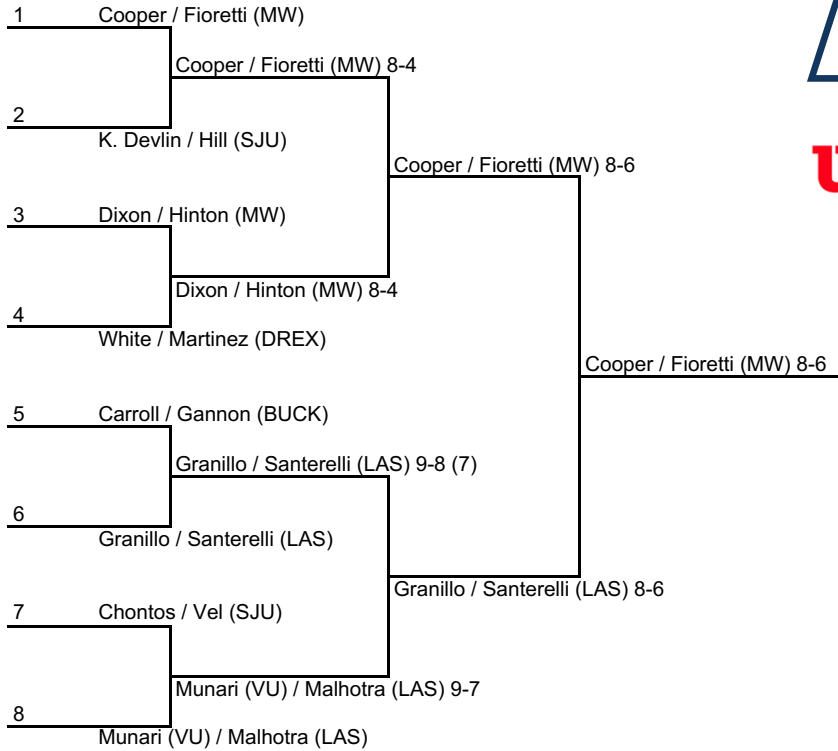 1 Cooper / Fioretti (MW)
Cooper / Fioretti (MW) 8-4
2
K. Devlin / Hill (SJU)
Cooper / Fioretti (MW) 8-6
3 Dixon / Hinton (MW)
Dixon / Hinton (MW) 8-4
4
White / Martinez (DREX)
Cooper / Fioretti (MW) 8-6
5 Carroll / Gannon (BUCK)
Granillo / Santerelli (LAS) 9-8 (7)
6
Granillo / Santerelli (LAS)
Granillo / Santerelli (LAS) 8-6
7 Chontos / Vel (SJU)
Munari (VU) / Malhotra (LAS) 9-7
8
Munari (VU) / Malhotra (LAS)